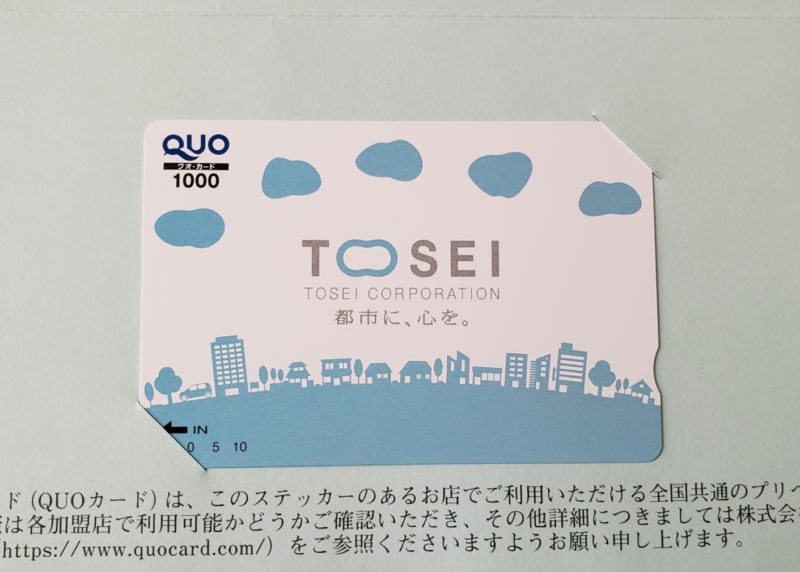 QUO
クオ・カード
1000
TOSEI
TOSEI CORPORATION
都市に、心を。
IN
0 5 10
ド(QUOカード)は、このステッカーのあるお店でご利用いただける全国共通のプリペ
は各加盟店で利用可能かどうかご確認いただき、その他詳細につきましては株式会
https://www.quocard.com/)をご参照くださいますようお願い申し上げます。